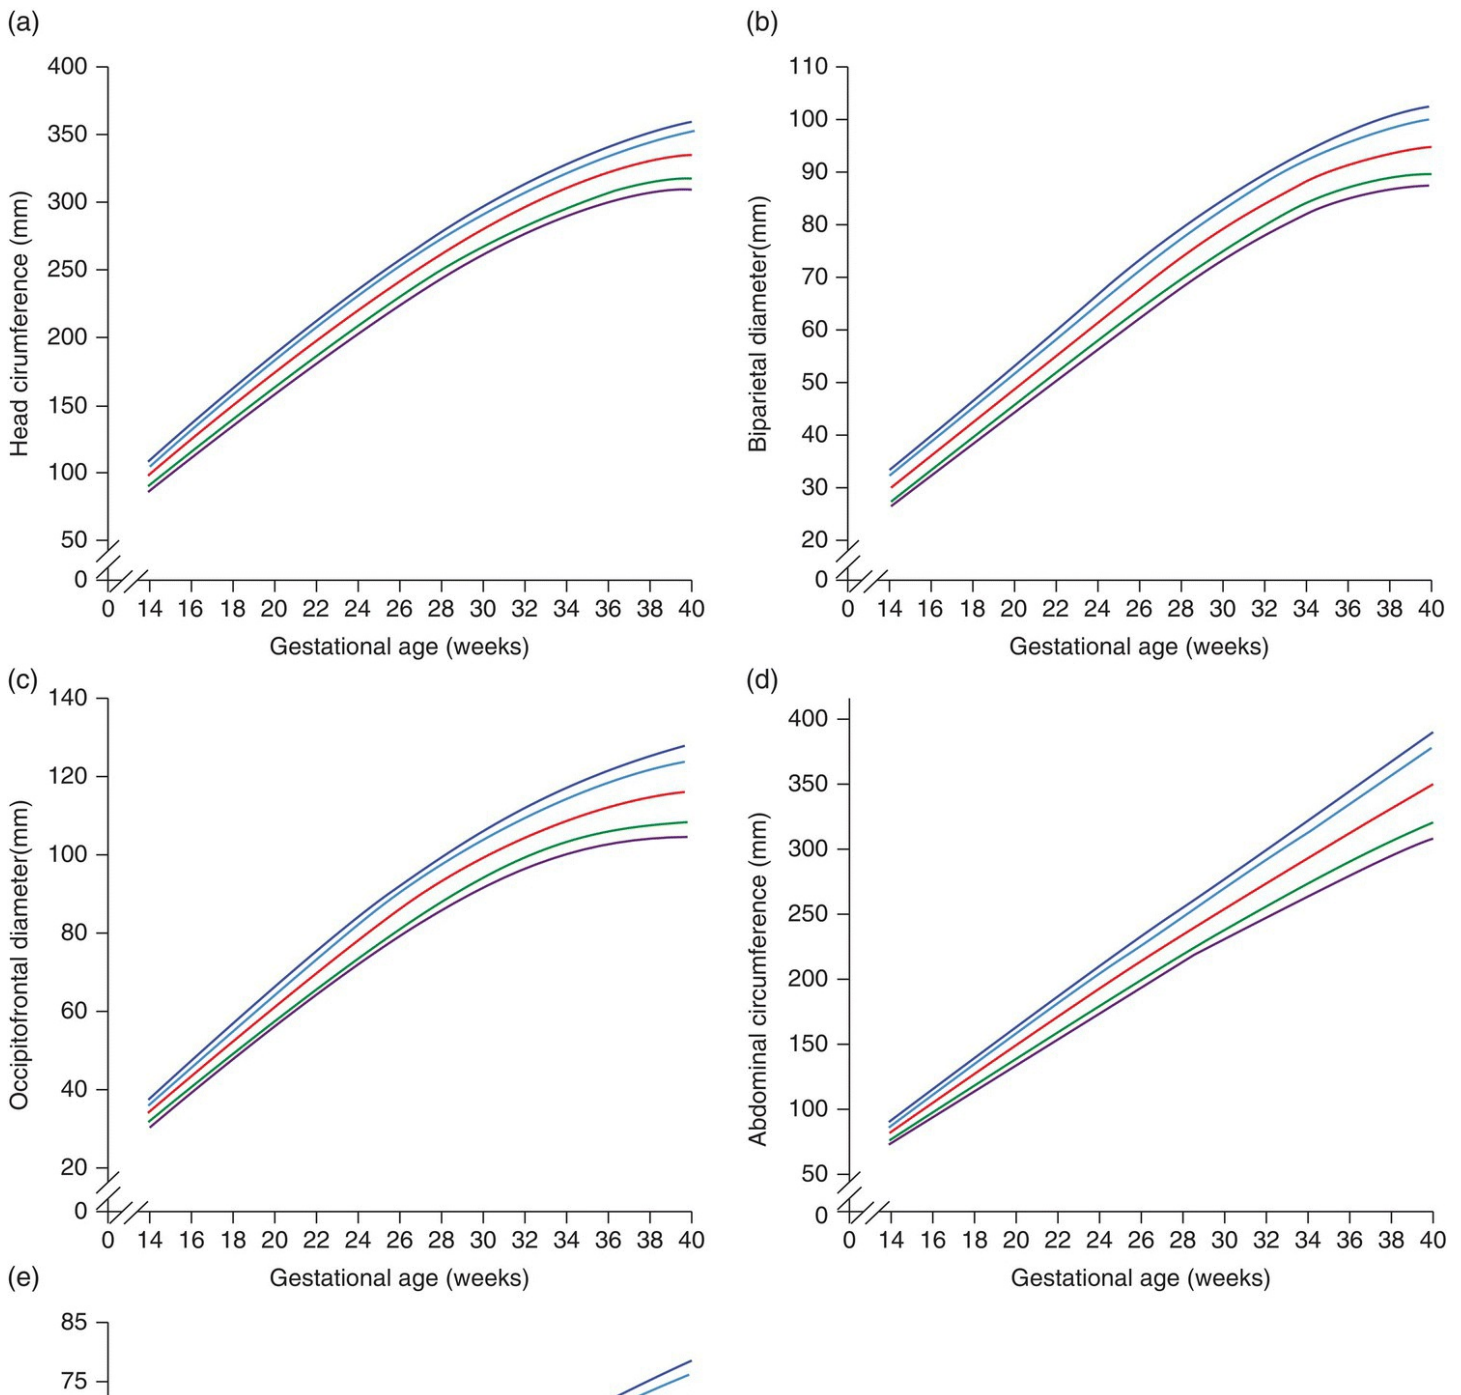 (a)
400
350
300
250
200
150
100
50
0
Head cirumference (mm)
0 14 16 18 20 22 24 26 28 30 32 34 36 38 40
Gestational age (weeks)
(b)
110
100
90
80
70
60
50
40
30
20
0
Biparietal diameter(mm)
0 14 16 18 20 22 24 26 28 30 32 34 36 38 40
Gestational age (weeks)
(c)
140
120
100
80
60
40
20
0
Occipitofrontal diameter(mm)
0 14 16 18 20 22 24 26 28 30 32 34 36 38 40
Gestational age (weeks)
(d)
400
350
300
250
200
150
100
50
0
Abdominal circumference (mm)
0 14 16 18 20 22 24 26 28 30 32 34 36 38 40
Gestational age (weeks)
(e)
85
75